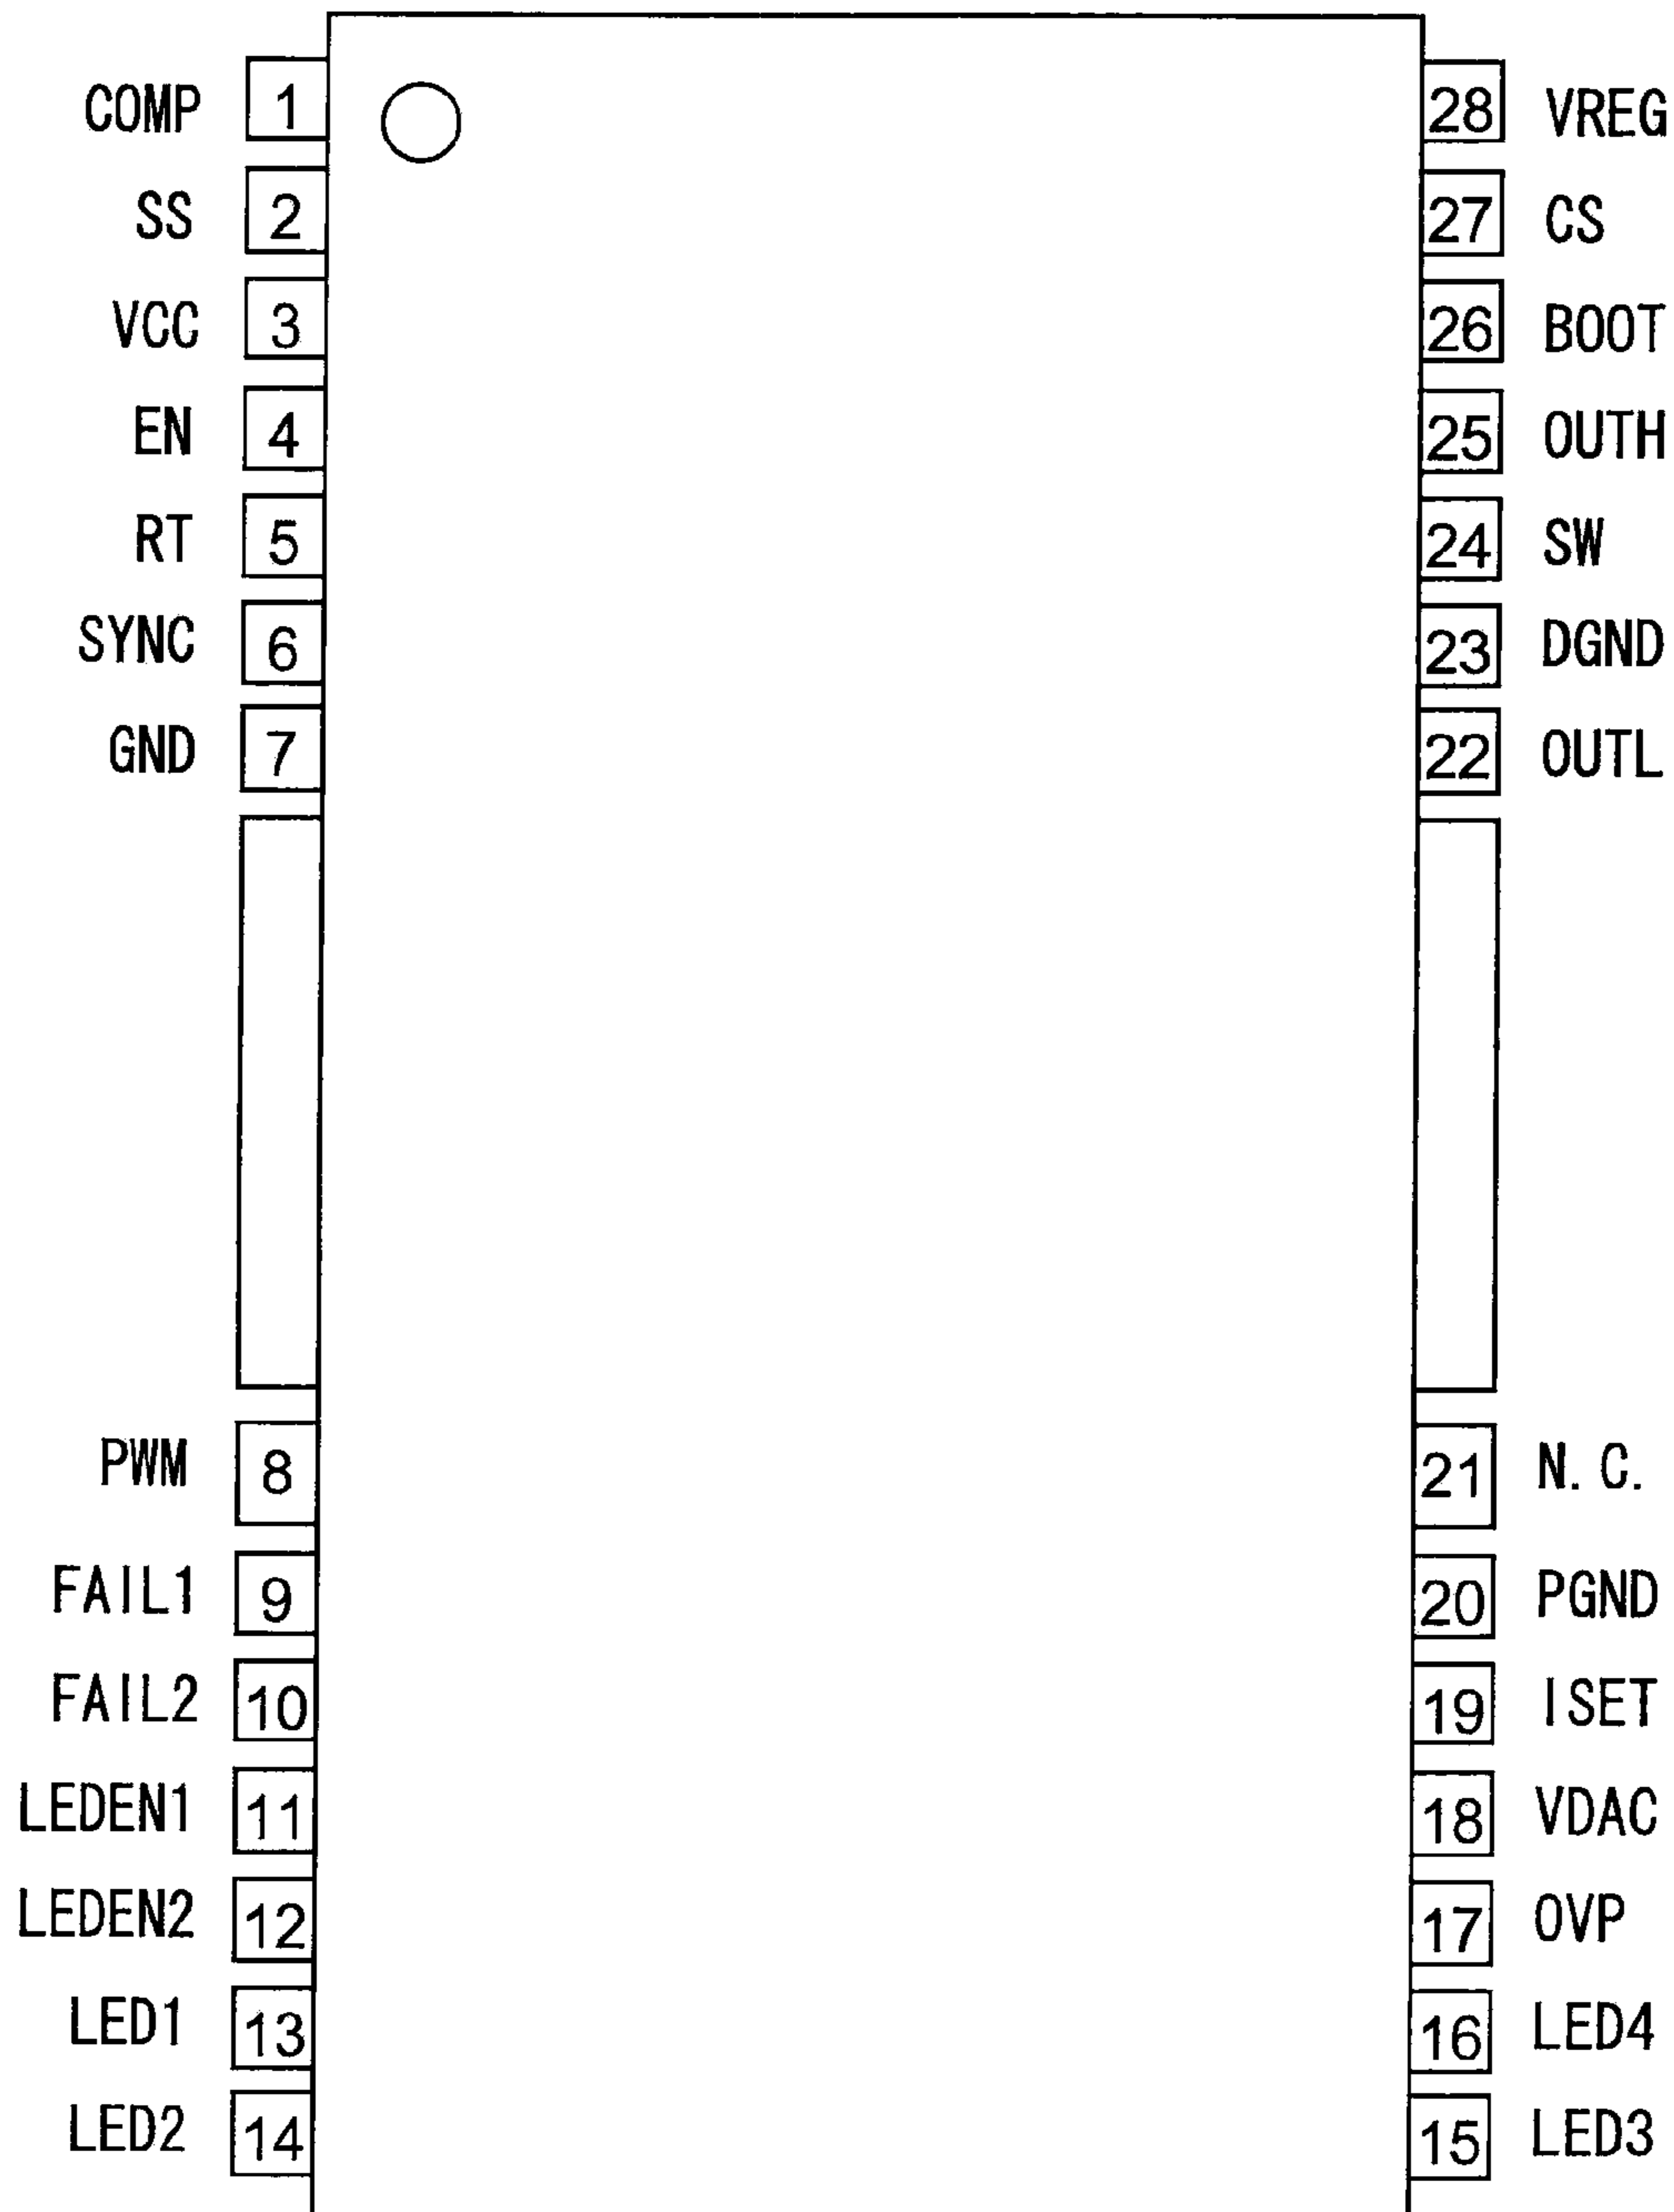 COMP 1 28 VREG
SS 2 27 CS
VCC 3 26 BOOT
EN 4 25 OUTH
RT 5 24 SW
SYNC 6 23 DGND
GND 7 22 OUTL
PWM 8 21 N.C.
FAIL1 9 20 PGND
FAIL2 10 19 ISET
LEDEN1 11 18 VDAC
LEDEN2 12 17 OVP
LED1 13 16 LED4
LED2 14 15 LED3